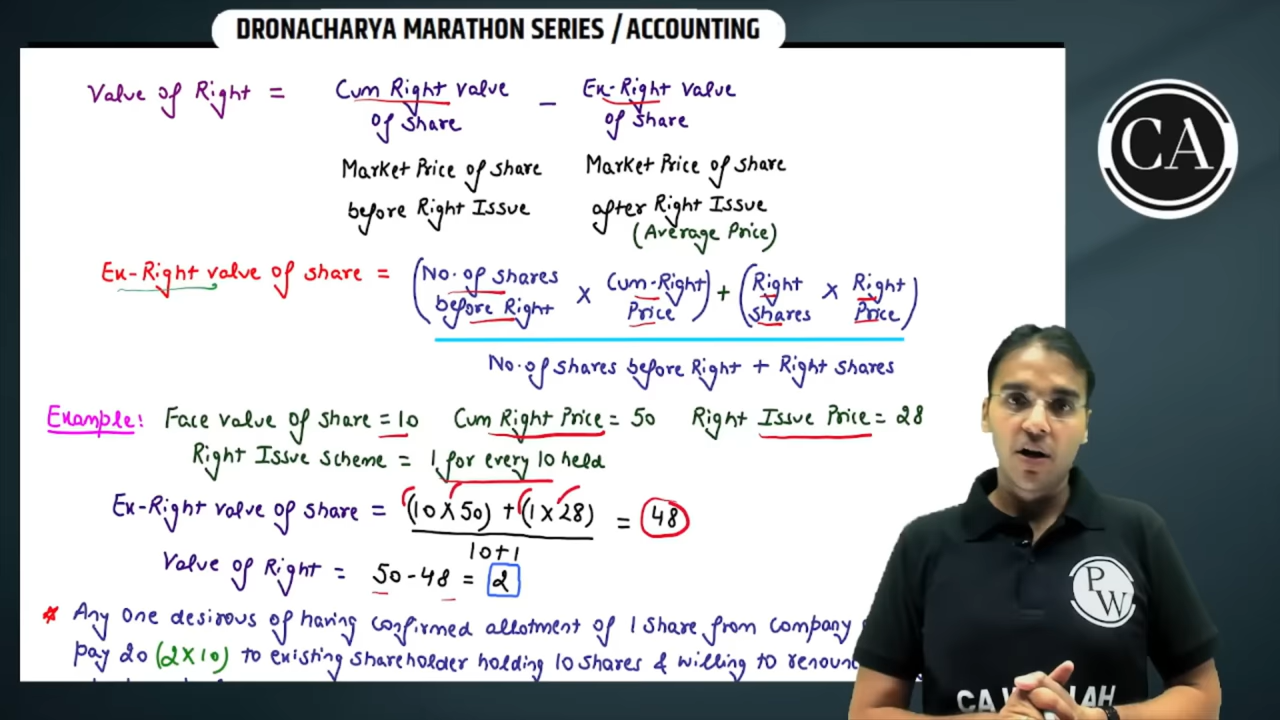 DRONACHARYA MARATHON SERIES / ACCOUNTING
CA
Value of Right = Cum Right value of share - Ex-Right value of share
Market Price of share before Right Issue
Market Price of share after Right Issue
(Average Price)
Ex-Right value of share = (No. of shares before Right × Cum-Right Price) + (Right shares × Right Price)
No. of shares before Right + Right shares
Example: Face value of share = 10 Cum Right Price = 50 Right Issue Price = 28
Right Issue scheme = 1 for every 10 held
Ex-Right value of share = (10×50) + (1×28) = 48
10+1
Value of Right = 50-48 = 2
* Any one desirous of having confirmed allotment of 1 share from company
pay 20 (2×10) to existing shareholder holding 10 shares & willing to
PW
CA